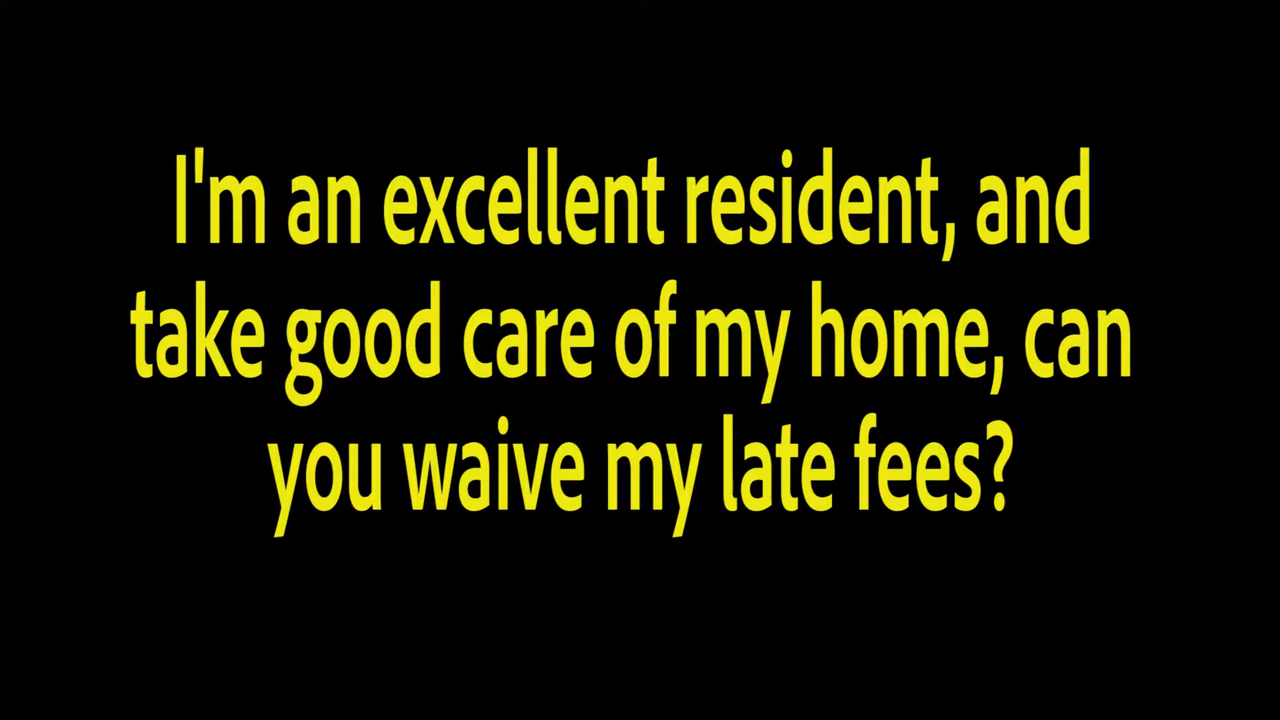 I'm an excellent resident, and
take good care of my home, can
you waive my late fees?